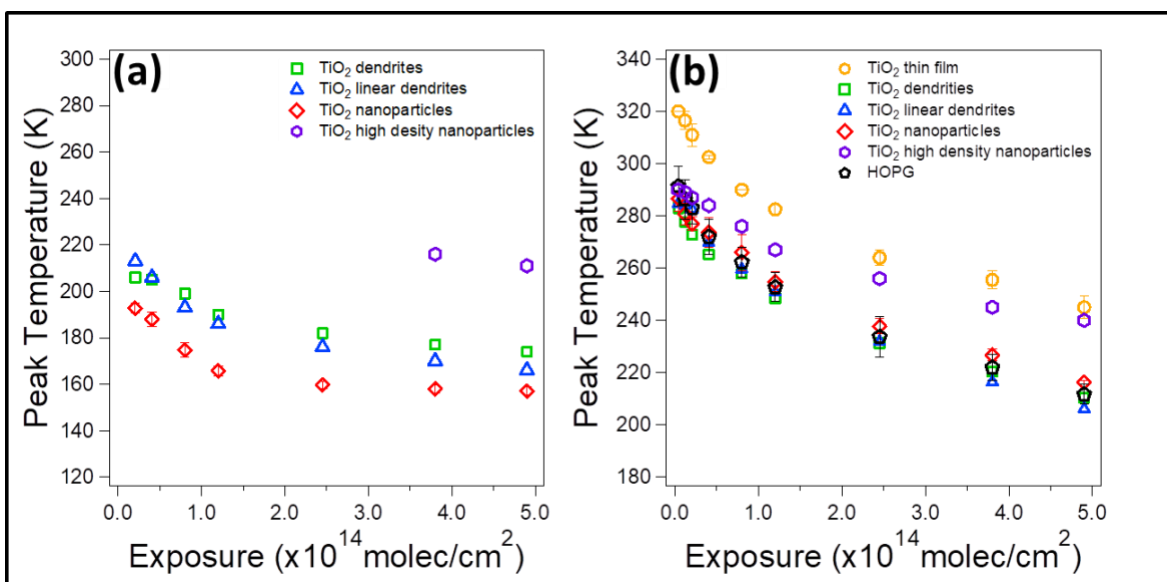 (a)
TiO2 dendrites
TiO2 linear dendrites
TiO2 nanoparticles
TiO2 high desity nanoparticles
Peak Temperature (K)
300
280
260
240
220
200
180
160
140
120
0.0 1.0 2.0 3.0 4.0 5.0
Exposure (x10^14 molec/cm^2)
(b)
TiO2 thin film
TiO2 dendrities
TiO2 linear dendrites
TiO2 nanoparticles
TiO2 high density nanoparticles
HOPG
Peak Temperature (K)
340
320
300
280
260
240
220
200
180
0.0 1.0 2.0 3.0 4.0 5.0
Exposure (x10^14 molec/cm^2)